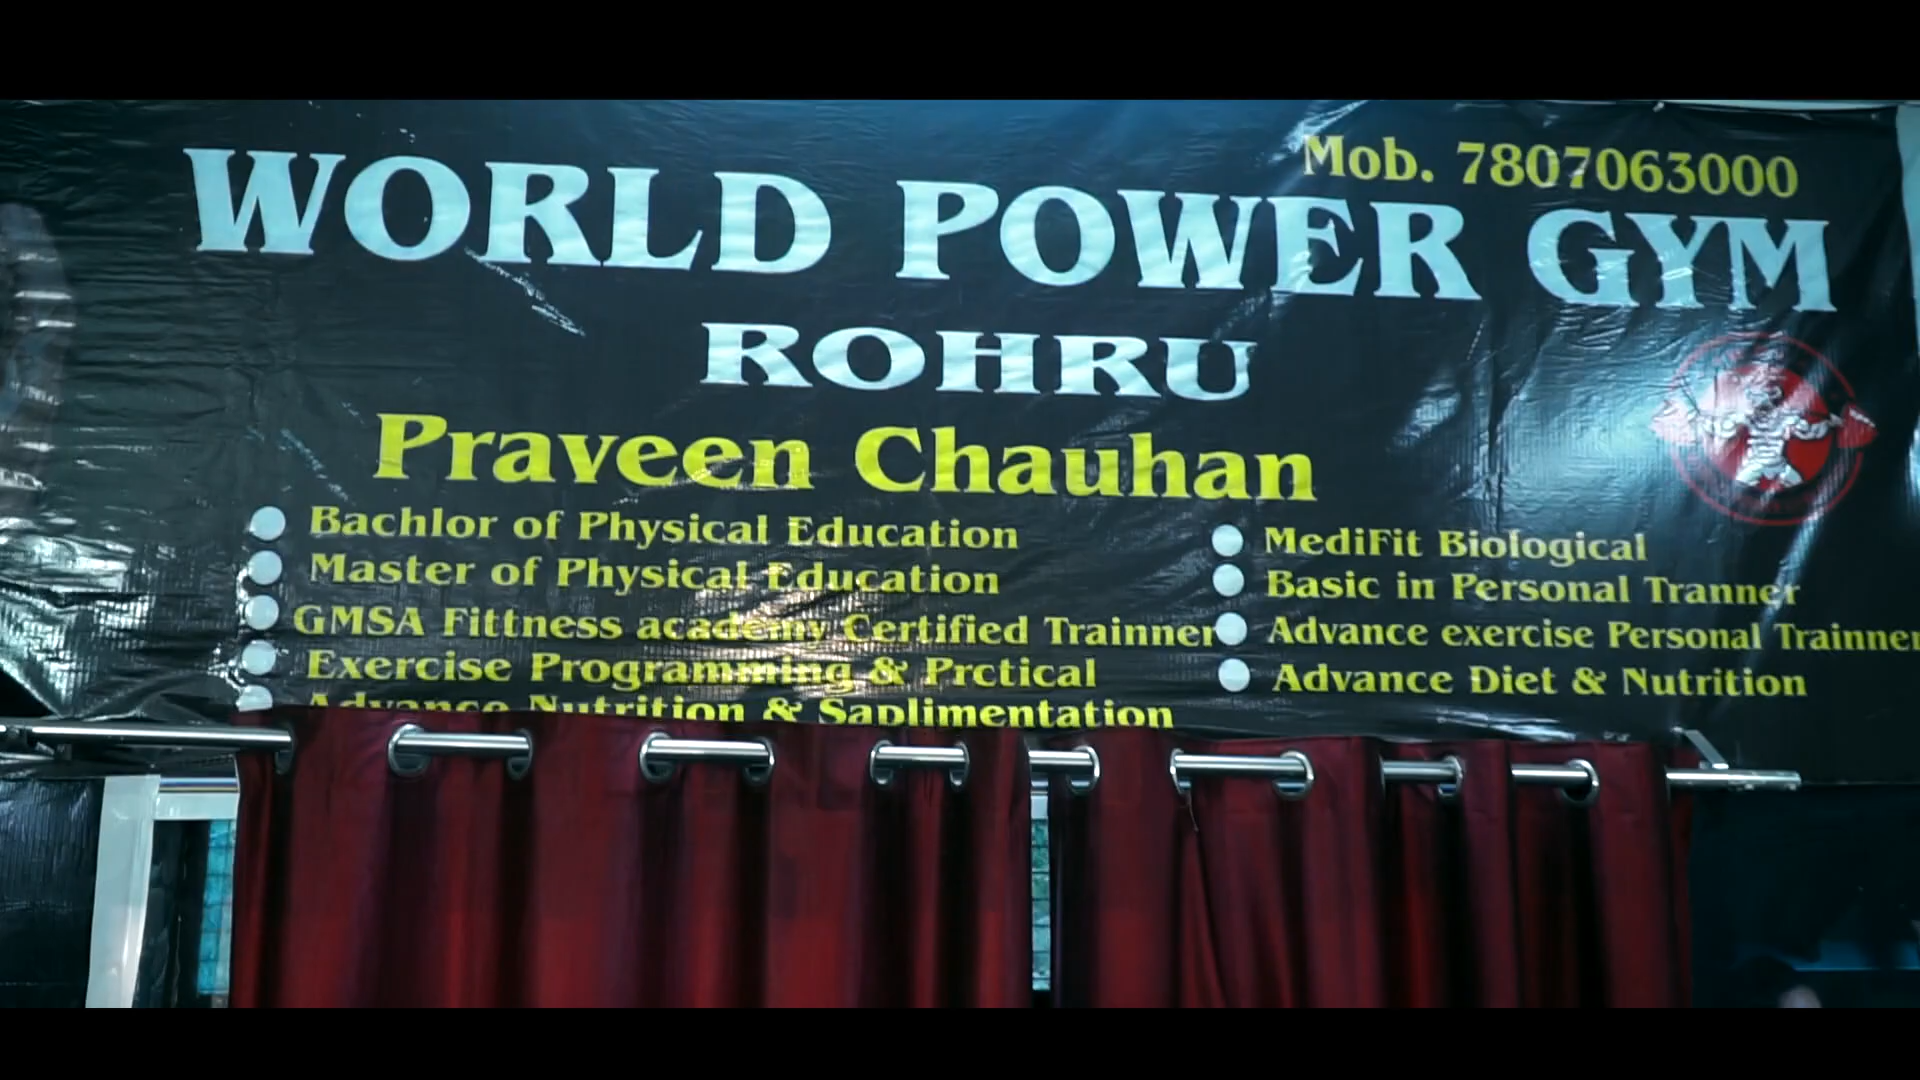 Mob. 7807063000
WORLD POWER GYM
ROHRU
Praveen Chauhan
Bachlor of Physical Education
Master of Physical Education
GMSA Fittness academy Certified Trainner
Exercise Programming & Prctical
Advance Nutrition & Saplimentation
MediFit Biological
Basic in Personal Tranner
Advance exercise Personal Trainner
Advance Diet & Nutrition